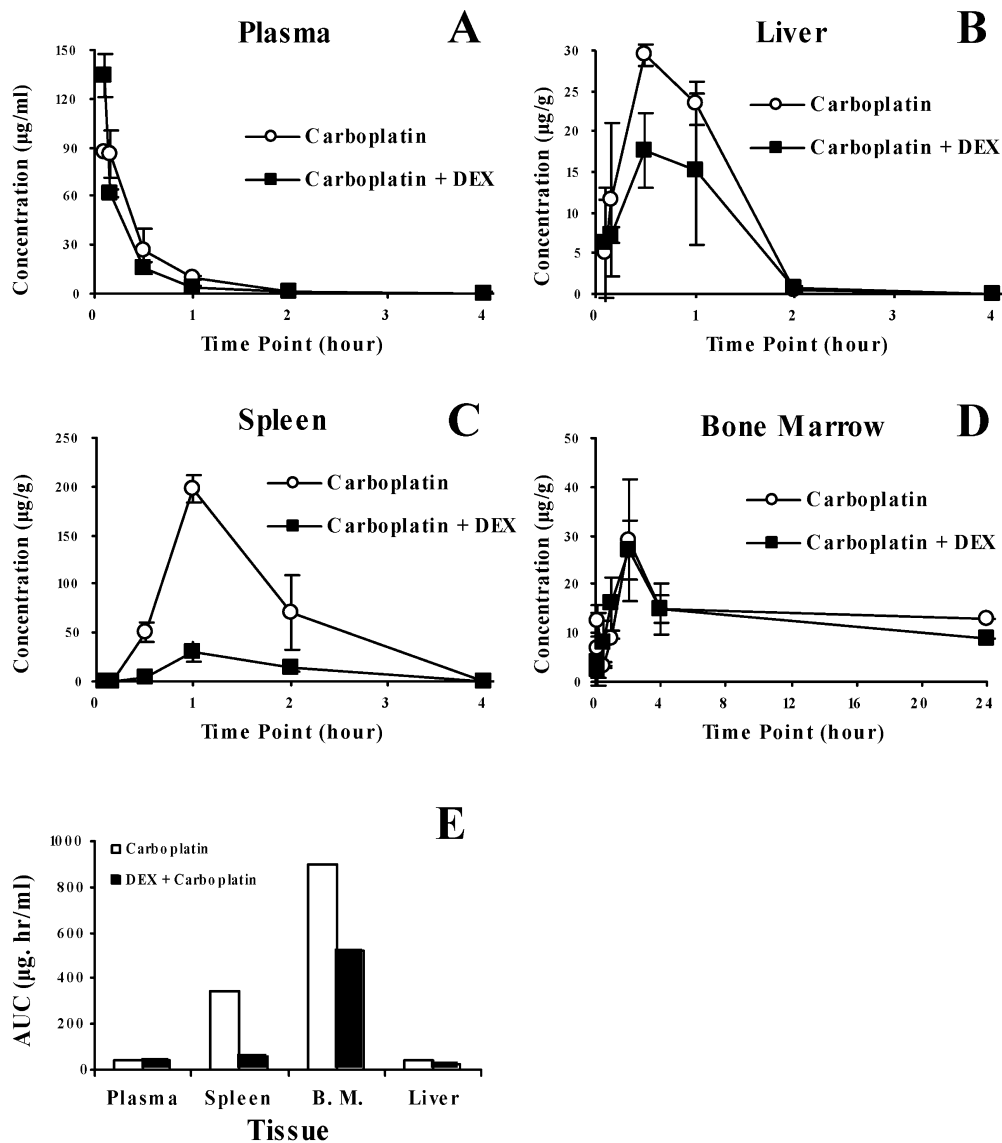 Plasma
A
Concentration (µg/ml)
150
120
90
60
30
0
Carboplatin
Carboplatin + DEX
0 1 2 3 4
Time Point (hour)
Liver
B
Concentration (µg/g)
30
25
20
15
10
5
0
Carboplatin
Carboplatin + DEX
0 1 2 3 4
Time Point (hour)
Spleen
C
Concentration (µg/g)
250
200
150
100
50
0
Carboplatin
Carboplatin + DEX
0 1 2 3 4
Time Point (hour)
Bone Marrow
D
Concentration (µg/g)
50
40
30
20
10
0
Carboplatin
Carboplatin + DEX
0 4 8 12 16 20 24
Time Point (hour)
E
AUC (µg. hr/ml)
1000
800
600
400
200
0
Carboplatin
DEX + Carboplatin
Plasma Spleen B. M. Liver
Tissue